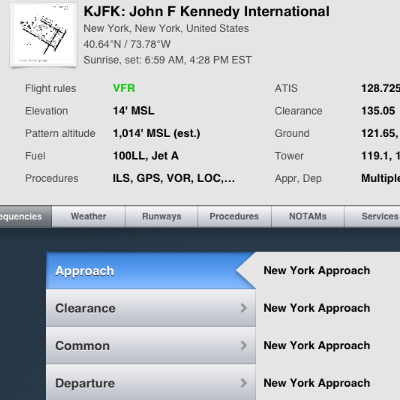 KJFK: John F Kennedy International
New York, New York, United States
40.64°N / 73.78°W
Sunrise, set: 6:59 AM, 4:28 PM EST
Flight rules VFR ATIS 128.725
Elevation 14' MSL Clearance 135.05
Pattern altitude 1,014' MSL (est.) Ground 121.65,
Fuel 100LL, Jet A Tower 119.1, 1
Procedures ILS, GPS, VOR, LOC,... Appr, Dep Multiple
equencies Weather Runways Procedures NOTAMs Services
Approach New York Approach
Clearance New York Approach
Common New York Approach
Departure New York Approach